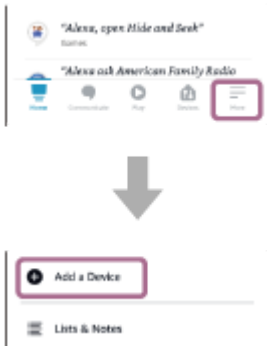 "Alexa, open Hide and Seek"
Games
"Alexa ask American Family Radio
Home
Communicate
Play
Devices
More
Add a Device
Lists & Notes